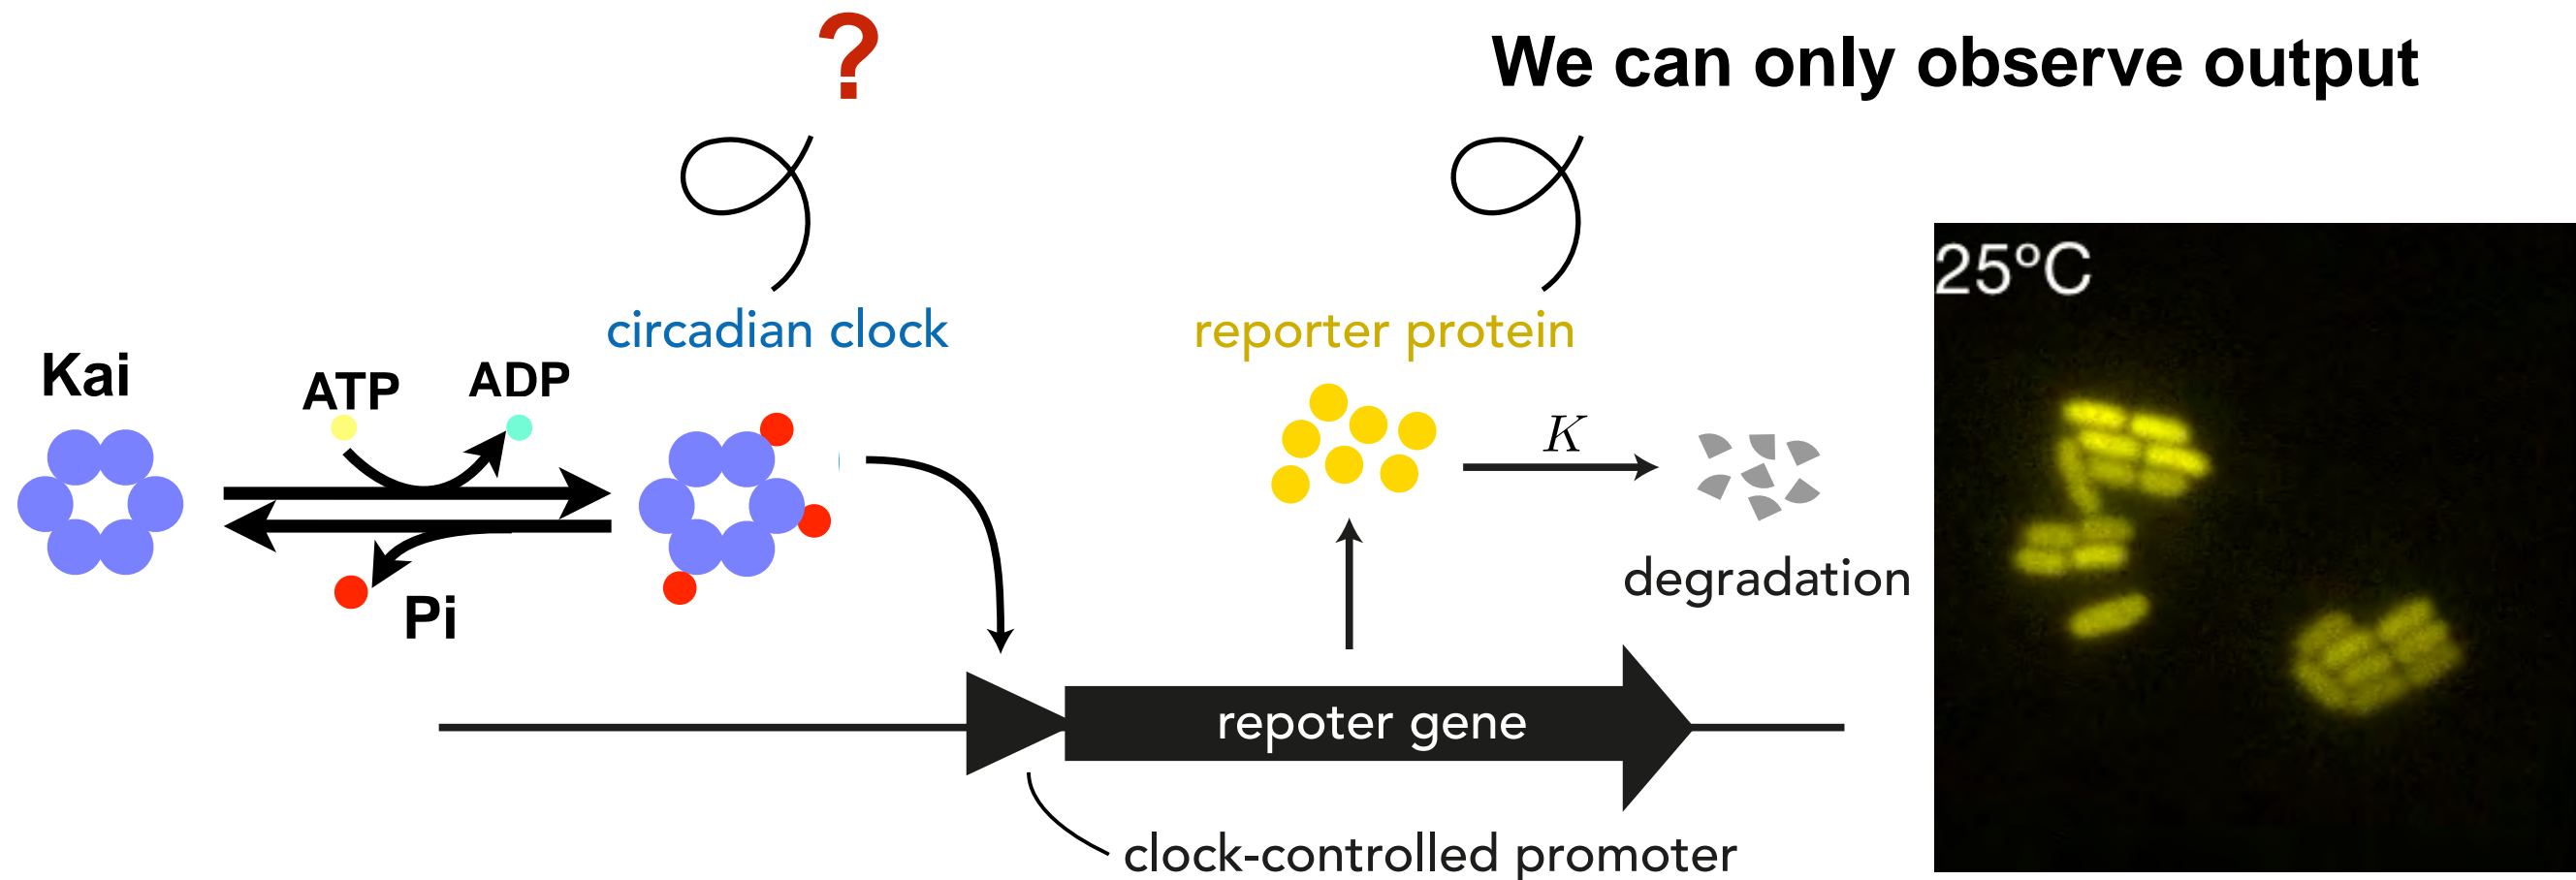 ?
We can only observe output
circadian clock
reporter protein
25°C
Kai
ATP
ADP
K
Pi
degradation
repoter gene
clock-controlled promoter